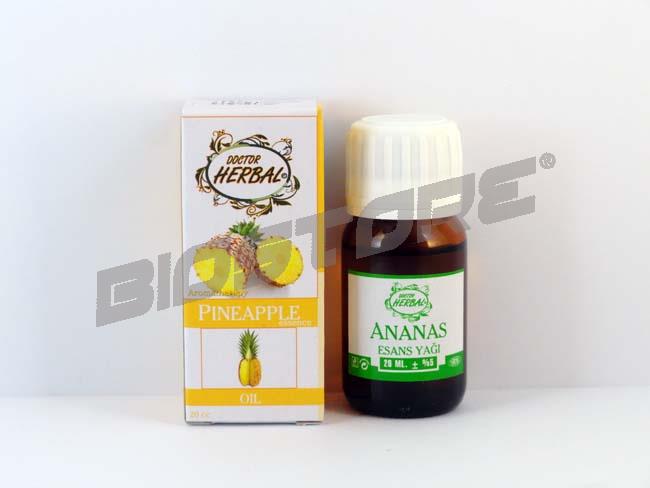 DOCTOR
HERBAL
Aromatherapy
PINEAPPLE
essence
OIL
20 cc
BIOSTORE®
DOCTOR
HERBAL
ANANAS
ESANS YAĞI
20 ML. ± %5